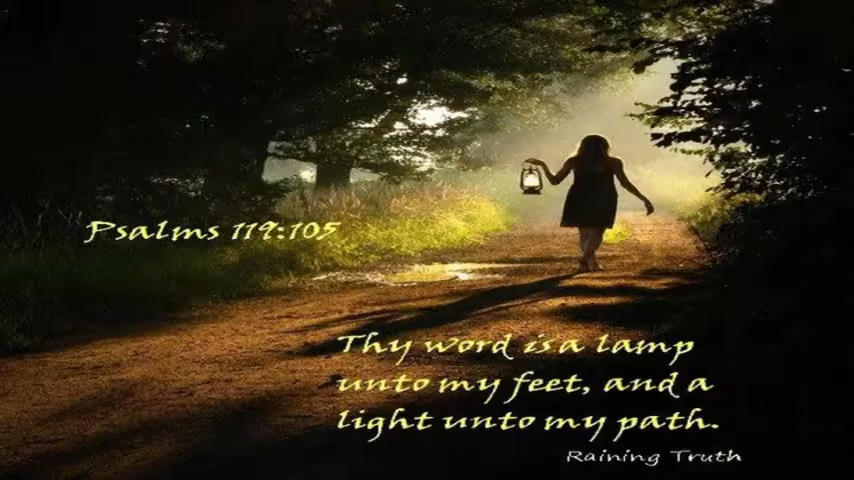 Psalms 119:105
Thy word is a lamp
unto my feet, and a
light unto my path.
Raining Truth